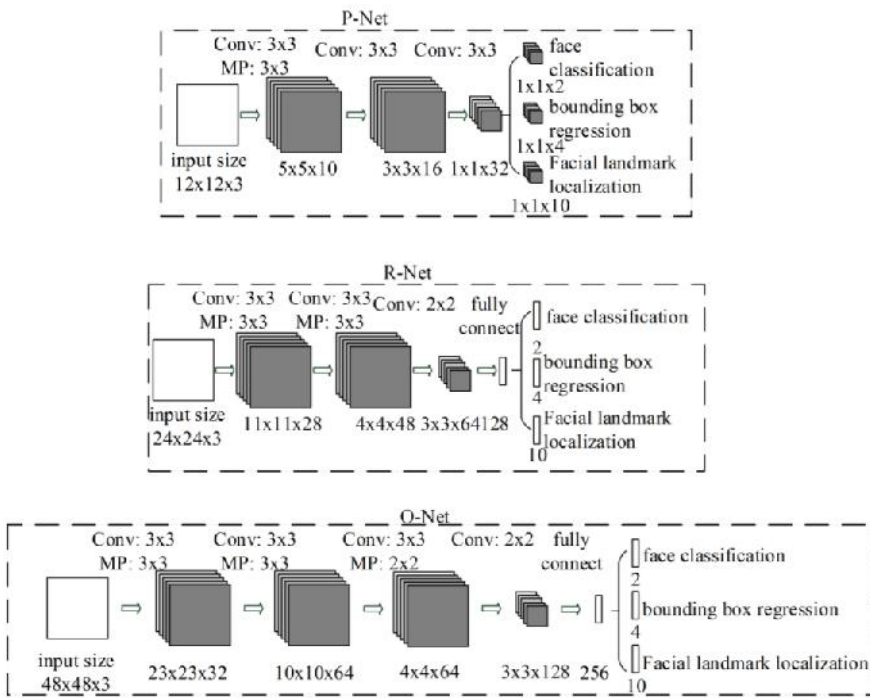 P-Net
Conv: 3x3 Conv: 3x3 Conv: 3x3
MP: 3x3
face
classification
1x1x2
bounding box
regression
1x1x4
Facial landmark
localization
1x1x10
input size
12x12x3
5x5x10 3x3x16 1x1x32
R-Net
Conv: 3x3 Conv: 3x3 Conv: 2x2 fully
MP: 3x3 MP: 3x3 connect
face classification
2
bounding box
regression
4
Facial landmark
localization
10
input size
24x24x3
11x11x28 4x4x48 3x3x64 128
O-Net
Conv: 3x3 Conv: 3x3 Conv: 3x3 Conv: 2x2 fully
MP: 3x3 MP: 3x3 MP: 2x2 connect
face classification
2
bounding box regression
4
Facial landmark localization
10
input size
48x48x3
23x23x32 10x10x64 4x4x64 3x3x128 256